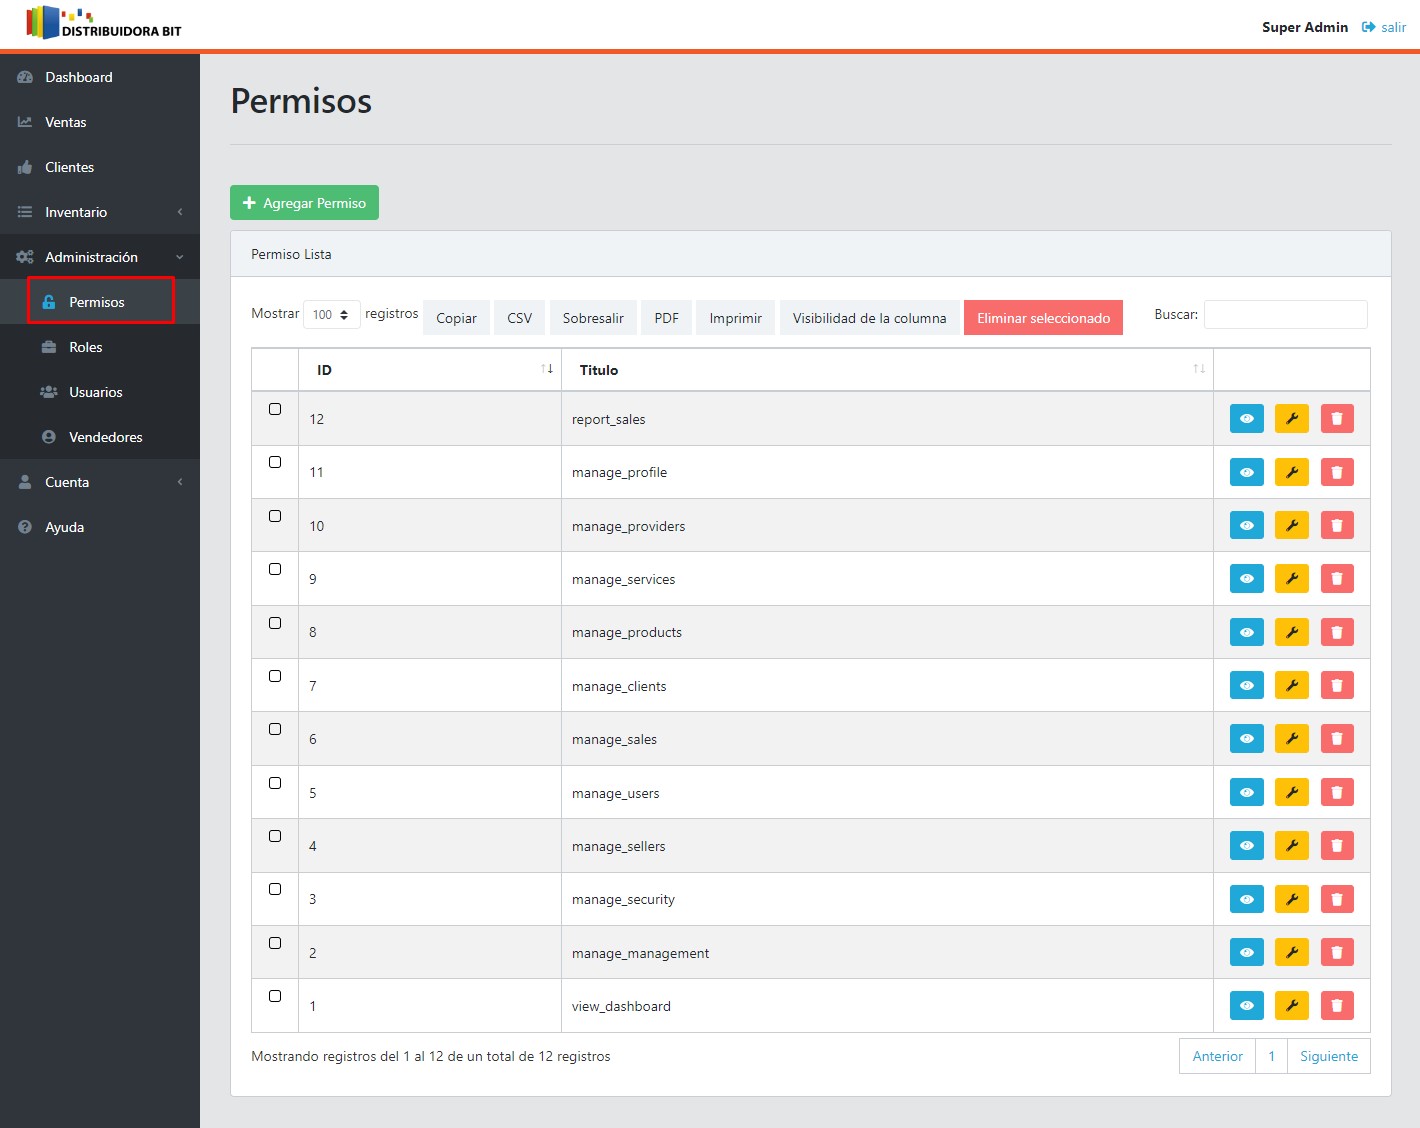 DISTRIBUIDORA BIT
Super Admin salir
Dashboard
Ventas
Clientes
Inventario
Administración
Permisos
Roles
Usuarios
Vendedores
Cuenta
Ayuda
Permisos
Agregar Permiso
Permiso Lista
Mostrar 100 registros Copiar CSV Sobresalir PDF Imprimir Visibilidad de la columna Eliminar seleccionado Buscar:
ID Titulo
12 report_sales
11 manage_profile
10 manage_providers
9 manage_services
8 manage_products
7 manage_clients
6 manage_sales
5 manage_users
4 manage_sellers
3 manage_security
2 manage_management
1 view_dashboard
Mostrando registros del 1 al 12 de un total de 12 registros Anterior 1 Siguiente